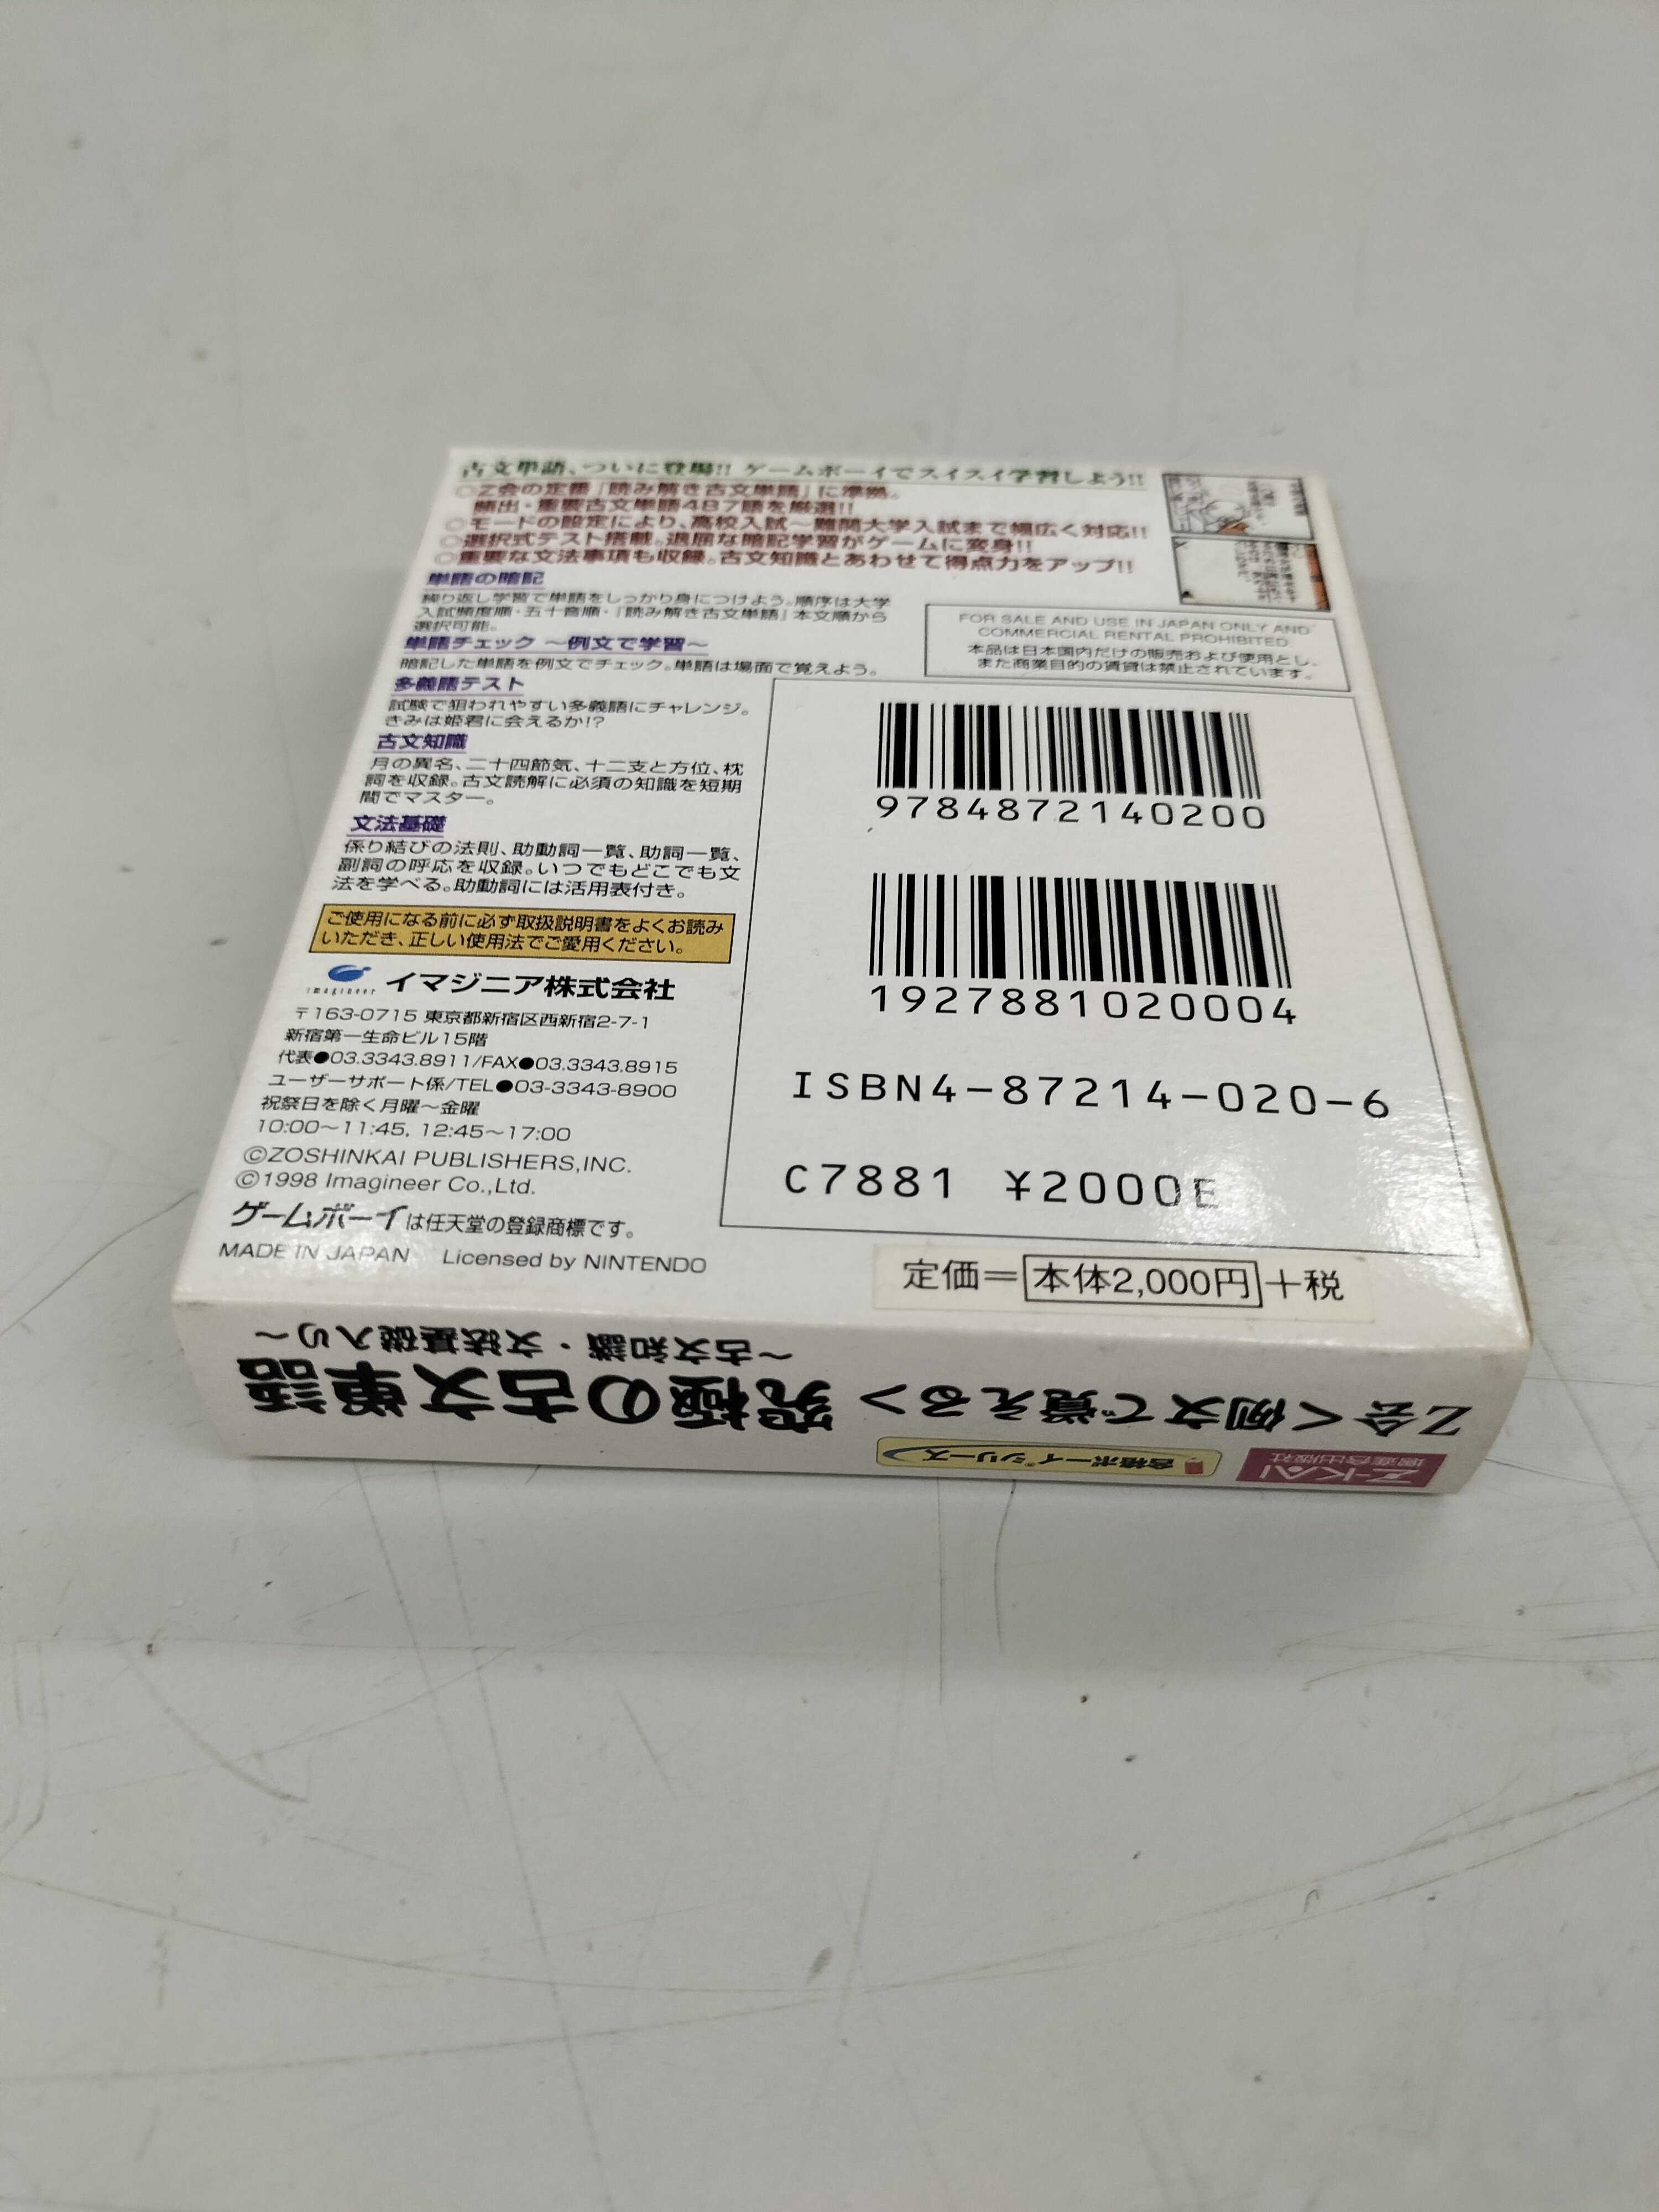 古文単語、ついに登場!! ゲームボーイでスイスイ学習しよう!!
◎Z会の定番「読み解き古文単語」に準拠。
頻出・重要古文単語487語を厳選!!
◎モードの設定により、高校入試〜難関大学入試まで幅広く対応!!
◎選択式テスト搭載。退屈な暗記学習がゲームに変身!!
◎重要な文法事項も収録。古文知識とあわせて得点力をアップ!!
単語の暗記
繰り返し学習で単語をしっかり身につけよう。順序は大学
入試頻度順・五十音順・「読み解き古文単語」本文順から
選択可能。
単語チェック 〜例文で学習〜
暗記した単語を例文でチェック。単語は場面で覚えよう。
多義語テスト
試験で狙われやすい多義語にチャレンジ。
きみは姫君に会えるか!?
古文知識
月の異名、二十四節気、十二支と方位、枕
詞を収録。古文読解に必須の知識を短期
間でマスター。
文法基礎
係り結びの法則、助動詞一覧、助詞一覧、
副詞の呼応を収録。いつでもどこでも文
法を学べる。助動詞には活用表付き。
ご使用になる前に必ず取扱説明書をよくお読み
いただき、正しい使用法でご愛用ください。
imagineer イマジニア株式会社
〒163-0715 東京都新宿区西新宿2-7-1
新宿第一生命ビル15階
代表●03.3343.8911/FAX●03.3343.8915
ユーザーサポート係/TEL●03-3343-8900
祝祭日を除く月曜〜金曜
10:00〜11:45, 12:45〜17:00
©ZOSHINKAI PUBLISHERS,INC.
©1998 Imagineer Co.,Ltd.
ゲームボーイは任天堂の登録商標です。
MADE IN JAPAN Licensed by NINTENDO
FOR SALE AND USE IN JAPAN ONLY AND
COMMERCIAL RENTAL PROHIBITED.
本品は日本国内だけの販売および使用とし、
また商業目的の賃貸は禁止されています。
9784872140200
1927881020004
ISBN4-87214-020-6
C7881 ¥2000E
定価=本体2,000円+税
Z-KAI
増進会出版社
合格ボーイシリーズ
Z会<例文で覚える>
究極の古文単語
〜古文知識・文法基礎入り〜